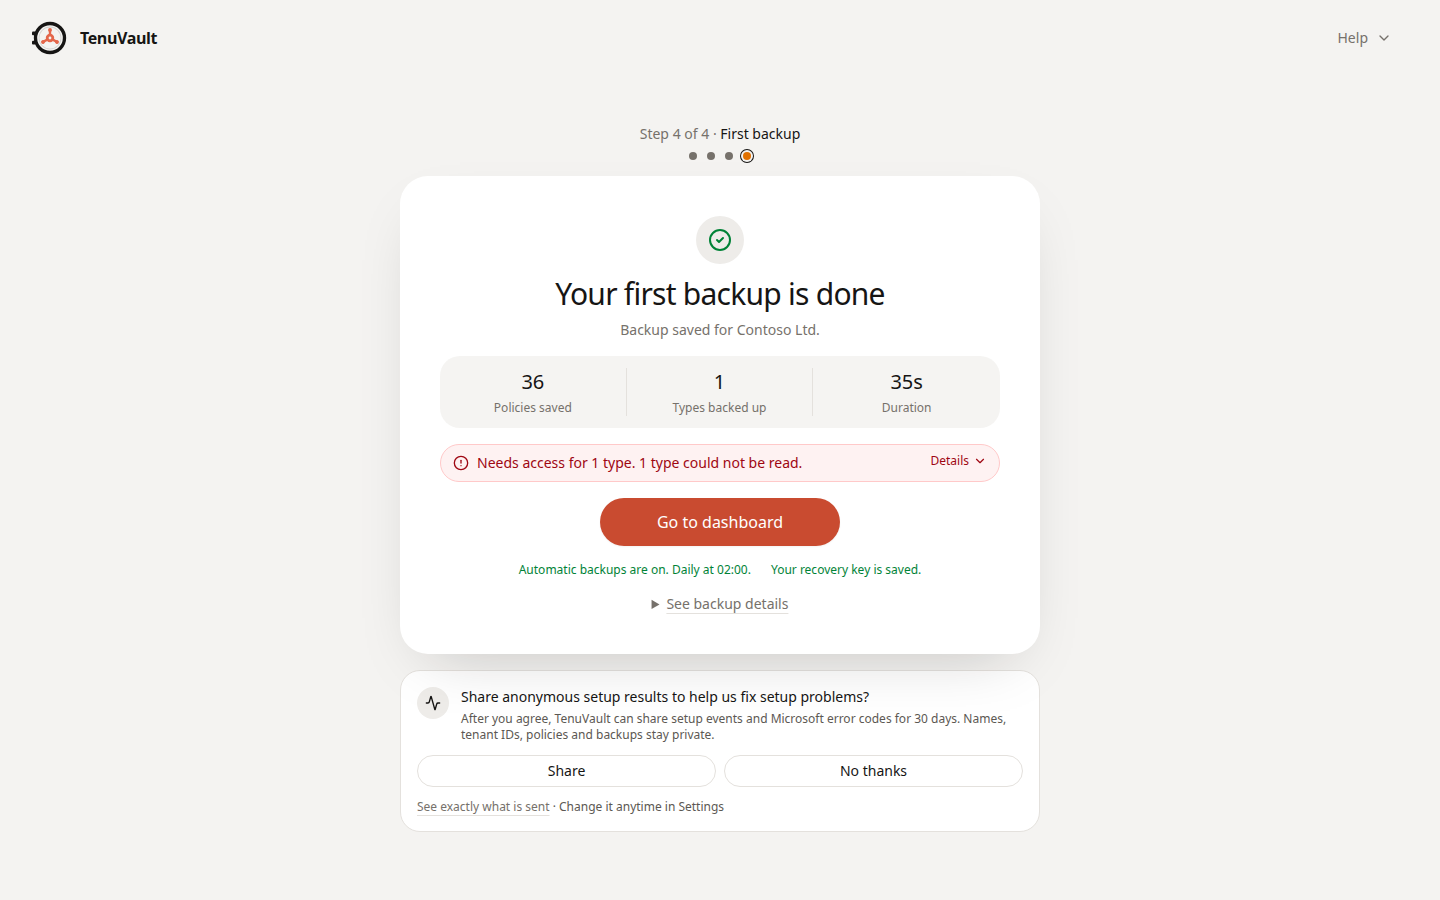 TenuVault
Help
Step 4 of 4 · First backup
Your first backup is done
Backup saved for Contoso Ltd.
36
Policies saved
1
Types backed up
35s
Duration
Needs access for 1 type. 1 type could not be read.
Details
Go to dashboard
Automatic backups are on. Daily at 02:00.
Your recovery key is saved.
See backup details
Share anonymous setup results to help us fix setup problems?
After you agree, TenuVault can share setup events and Microsoft error codes for 30 days. Names,
tenant IDs, policies and backups stay private.
Share
No thanks
See exactly what is sent · Change it anytime in Settings